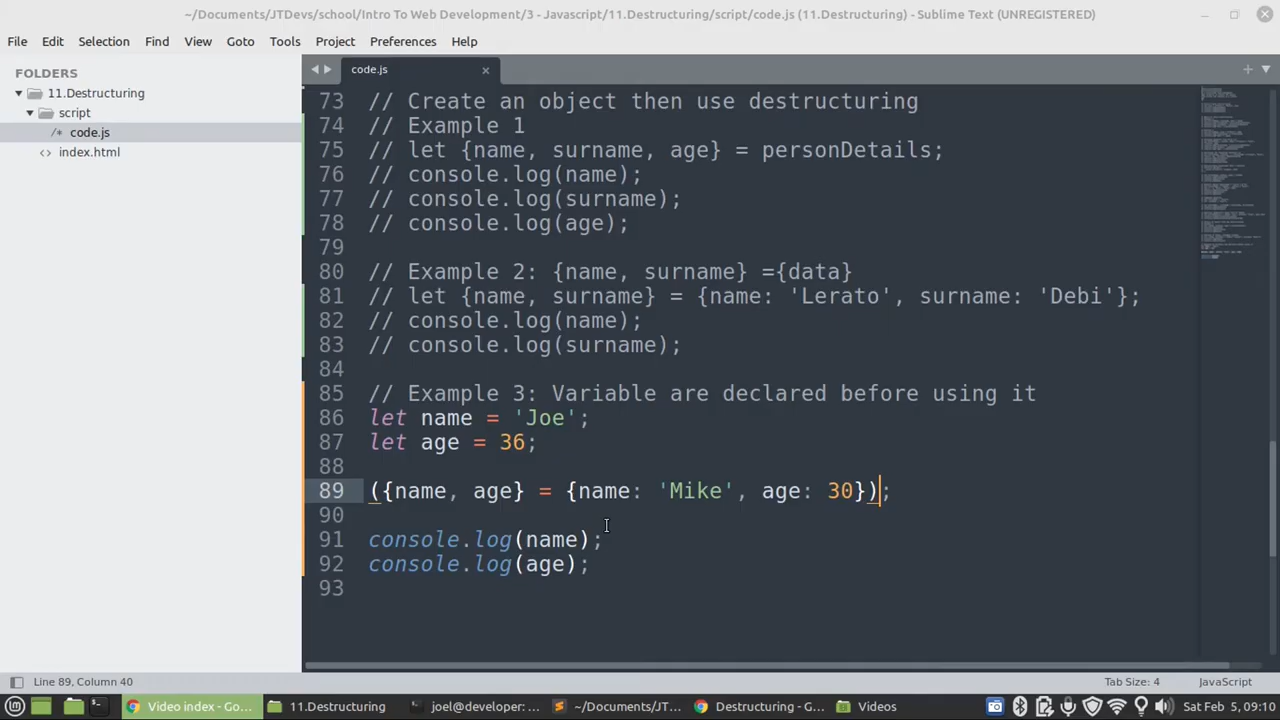 ~/Documents/JTDevs/school/Intro To Web Development/3 - Javascript/11.Destructuring/script/code.js (11.Destructuring) - Sublime Text (UNREGISTERED)
File Edit Selection Find View Goto Tools Project Preferences Help
FOLDERS
11.Destructuring
script
/* code.js
<> index.html
code.js
73 // Create an object then use destructuring
74 // Example 1
75 // let {name, surname, age} = personDetails;
76 // console.log(name);
77 // console.log(surname);
78 // console.log(age);
79
80 // Example 2: {name, surname} ={data}
81 // let {name, surname} = {name: 'Lerato', surname: 'Debi'};
82 // console.log(name);
83 // console.log(surname);
84
85 // Example 3: Variable are declared before using it
86 let name = 'Joe';
87 let age = 36;
88
89 ({name, age} = {name: 'Mike', age: 30});
90
91 console.log(name);
92 console.log(age);
93
Line 89, Column 40 Tab Size: 4 JavaScript
Video index - Go... 11.Destructuring joel@developer: ... ~/Documents/JT... Destructuring - G... Videos Sat Feb 5, 09:10